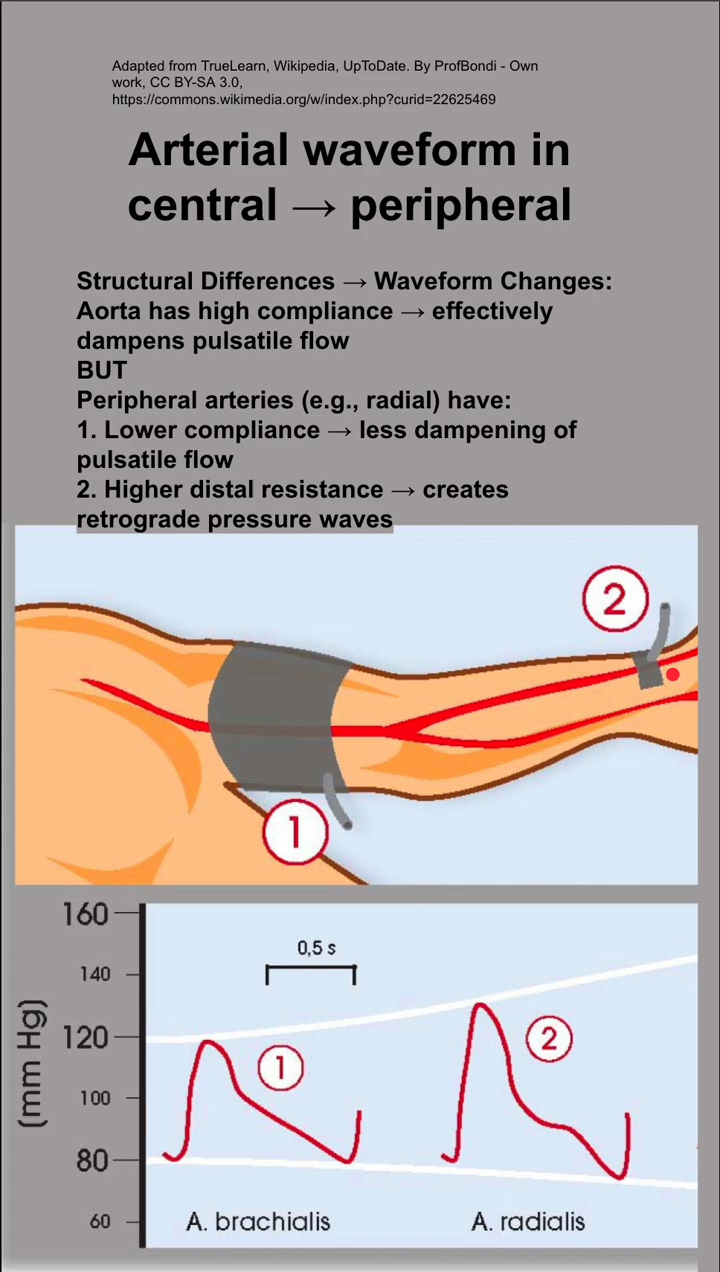 Adapted from TrueLearn, Wikipedia, UpToDate. By ProfBondi - Own
work, CC BY-SA 3.0,
https://commons.wikimedia.org/w/index.php?curid=22625469
Arterial waveform in
central → peripheral
Structural Differences → Waveform Changes:
Aorta has high compliance → effectively
dampens pulsatile flow
BUT
Peripheral arteries (e.g., radial) have:
1. Lower compliance → less dampening of
pulsatile flow
2. Higher distal resistance → creates
retrograde pressure waves
2
1
160
0,5 s
140
(mm Hg)
120
1
2
100
80
60
A. brachialis
A. radialis